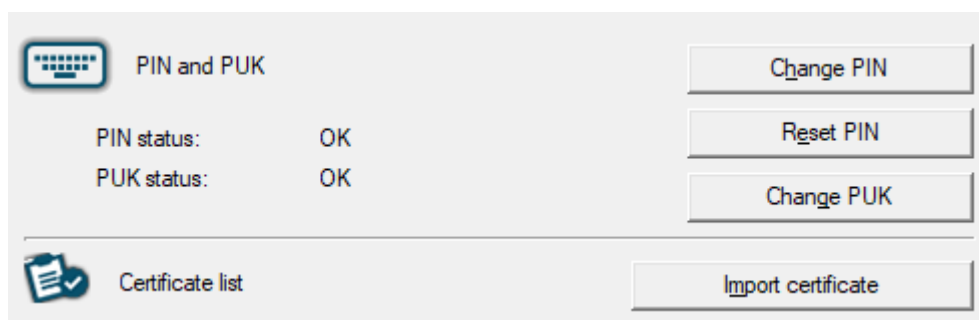 PIN and PUK
Change PIN
PIN status: OK
Reset PIN
PUK status: OK
Change PUK
Certificate list
Import certificate